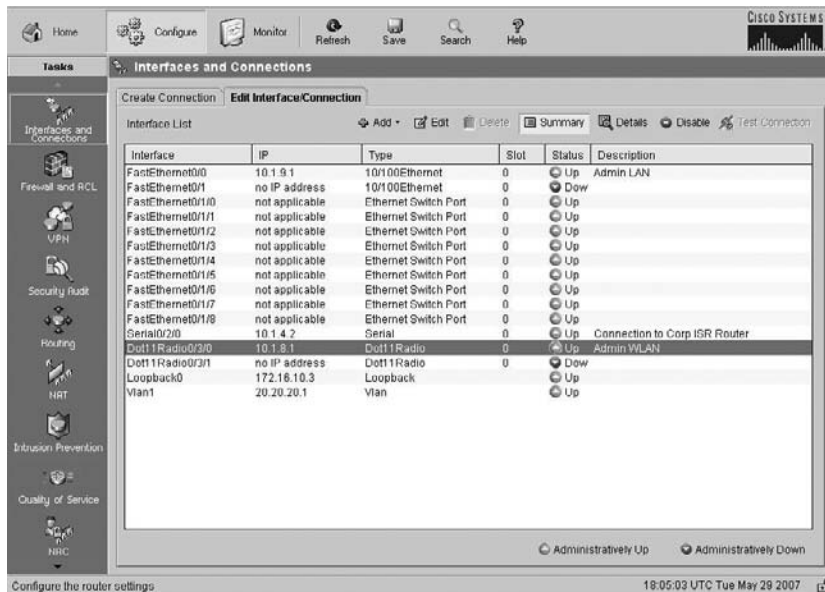 Home Configure Monitor Refresh Save Search Help CISCO SYSTEMS
Tasks
Interfaces and Connections
Create Connection Edit Interface/Connection
Interface List Add Edit Delete Summary Details Disable Test Connection
Interface IP Type Slot Status Description
FastEthernet0/0 10.1.9.1 10/100Ethernet 0 Up Admin LAN
FastEthernet0/1 no IP address 10/100Ethernet 0 Dow
FastEthernet0/1/0 not applicable Ethernet Switch Port 0 Up
FastEthernet0/1/1 not applicable Ethernet Switch Port 0 Up
FastEthernet0/1/2 not applicable Ethernet Switch Port 0 Up
FastEthernet0/1/3 not applicable Ethernet Switch Port 0 Up
FastEthernet0/1/4 not applicable Ethernet Switch Port 0 Up
FastEthernet0/1/5 not applicable Ethernet Switch Port 0 Up
FastEthernet0/1/6 not applicable Ethernet Switch Port 0 Up
FastEthernet0/1/7 not applicable Ethernet Switch Port 0 Up
FastEthernet0/1/8 not applicable Ethernet Switch Port 0 Up
Serial0/2/0 10.1.4.2 Serial 0 Up Connection to Corp ISR Router
Dot11Radio0/3/0 10.1.8.1 Dot11Radio 0 Up Admin WLAN
Dot11Radio0/3/1 no IP address Dot11Radio 0 Dow
Loopback0 172.16.10.3 Loopback Up
Vlan1 20.20.20.1 Vlan Up
Administratively Up Administratively Down
Interfaces and
Connections
Firewall and ACL
VPN
Security Audit
Routing
NAT
Intrusion Prevention
Quality of Service
NAC
Configure the router settings 18:05:03 UTC Tue May 29 2007